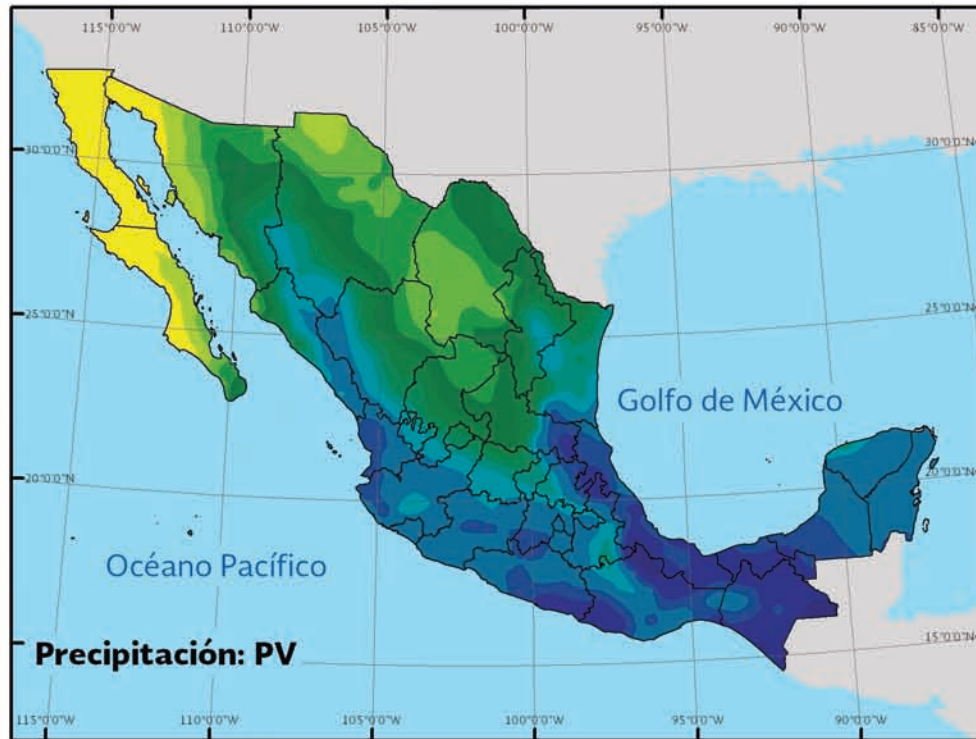 115°0'0"W 110°0'0"W 105°0'0"W 100°0'0"W 95°0'0"W 90°0'0"W 85°0'0"W
30°0'0"N 30°0'0"N
25°0'0"N 25°0'0"N
Golfo de México
20°0'0"N 20°0'0"N
Océano Pacífico
Precipitación: PV 15°0'0"N
115°0'0"W 110°0'0"W 105°0'0"W 100°0'0"W 95°0'0"W 90°0'0"W